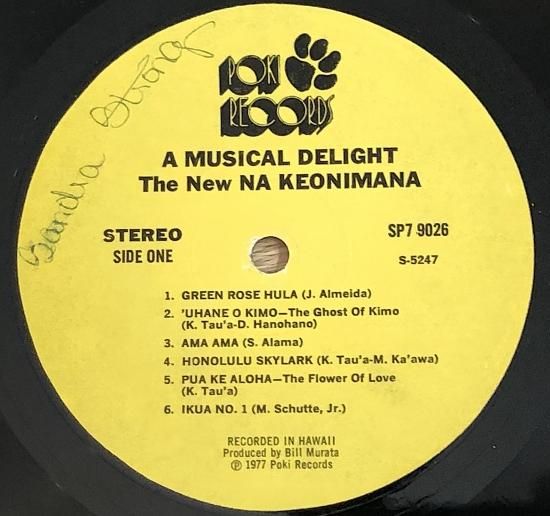 Sandra Strong
POKI
RECORDS
A MUSICAL DELIGHT
The New NA KEONIMANA
STEREO
SIDE ONE
SP7 9026
S-5247
1. GREEN ROSE HULA (J. Almeida)
2. 'UHANE O KIMO—The Ghost Of Kimo
(K. Tau'a-D. Hanohano)
3. AMA AMA (S. Alama)
4. HONOLULU SKYLARK (K. Tau'a-M. Ka'awa)
5. PUA KE ALOHA—The Flower Of Love
(K. Tau'a)
6. IKUA NO. 1 (M. Schutte, Jr.)
RECORDED IN HAWAII
Produced by Bill Murata
℗ 1977 Poki Records